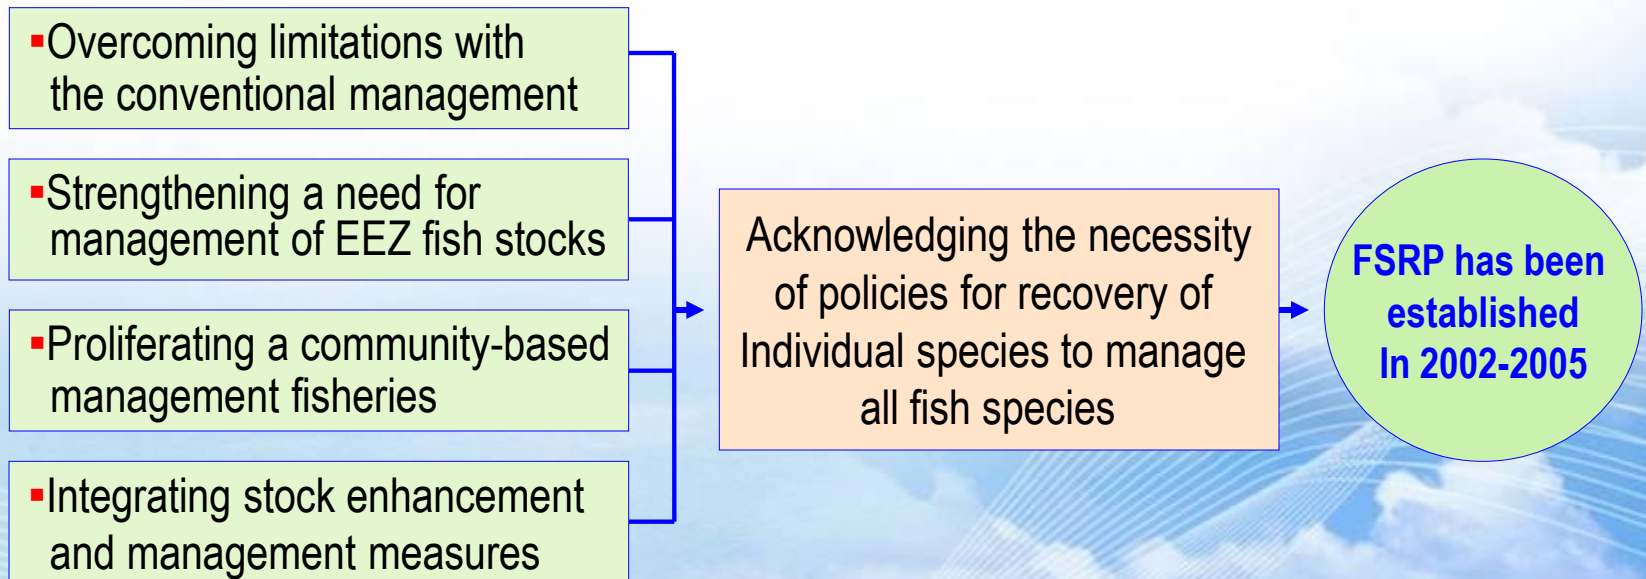 ▪Overcoming limitations with
the conventional management
▪Strengthening a need for
management of EEZ fish stocks
▪Proliferating a community-based
management fisheries
▪Integrating stock enhancement
and management measures
Acknowledging the necessity
of policies for recovery of
Individual species to manage
all fish species
FSRP has been
established
In 2002-2005